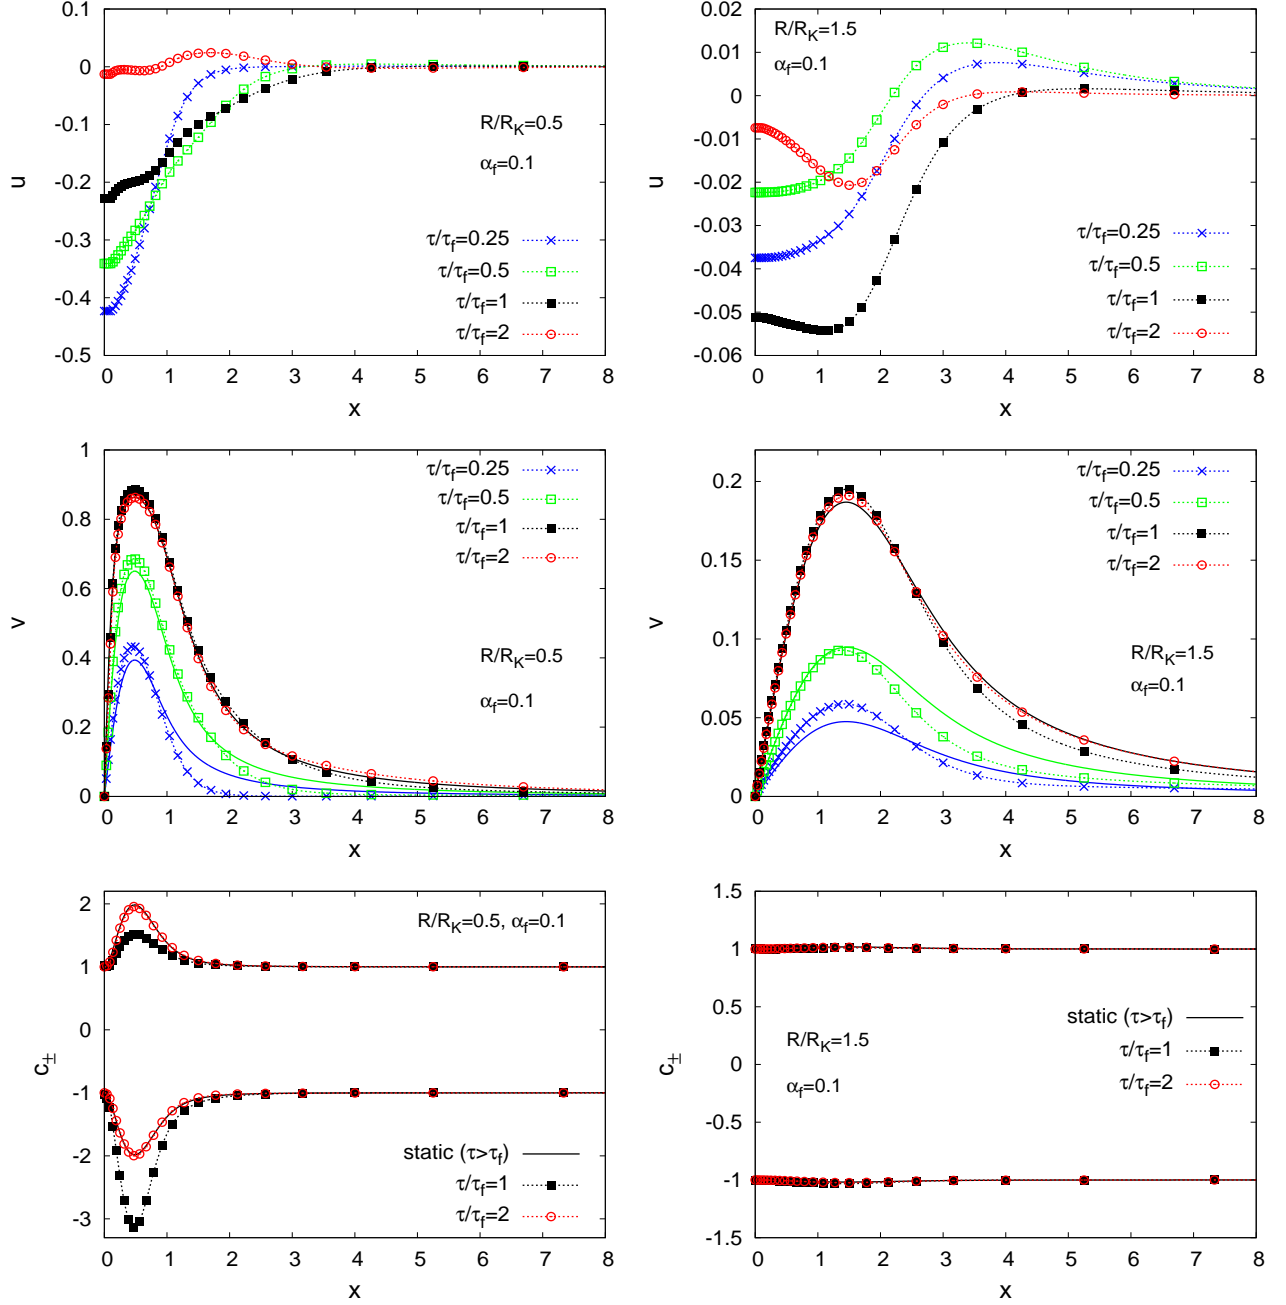 0.1
0
-0.1
-0.2
-0.3
-0.4
-0.5
u
R/R_K=0.5
α_f=0.1
τ/τ_f=0.25
τ/τ_f=0.5
τ/τ_f=1
τ/τ_f=2
0 1 2 3 4 5 6 7 8
x
0.02
0.01
0
-0.01
-0.02
-0.03
-0.04
-0.05
-0.06
u
R/R_K=1.5
α_f=0.1
τ/τ_f=0.25
τ/τ_f=0.5
τ/τ_f=1
τ/τ_f=2
0 1 2 3 4 5 6 7 8
x
1
0.8
0.6
0.4
0.2
0
v
τ/τ_f=0.25
τ/τ_f=0.5
τ/τ_f=1
τ/τ_f=2
R/R_K=0.5
α_f=0.1
0 1 2 3 4 5 6 7 8
x
0.2
0.15
0.1
0.05
0
v
τ/τ_f=0.25
τ/τ_f=0.5
τ/τ_f=1
τ/τ_f=2
R/R_K=1.5
α_f=0.1
0 1 2 3 4 5 6 7 8
x
2
1
0
-1
-2
-3
c_±
R/R_K=0.5, α_f=0.1
static (τ>τ_f)
τ/τ_f=1
τ/τ_f=2
0 1 2 3 4 5 6 7 8
x
1.5
1
0.5
0
-0.5
-1
-1.5
c_±
static (τ>τ_f)
R/R_K=1.5
τ/τ_f=1
α_f=0.1
τ/τ_f=2
0 1 2 3 4 5 6 7 8
x